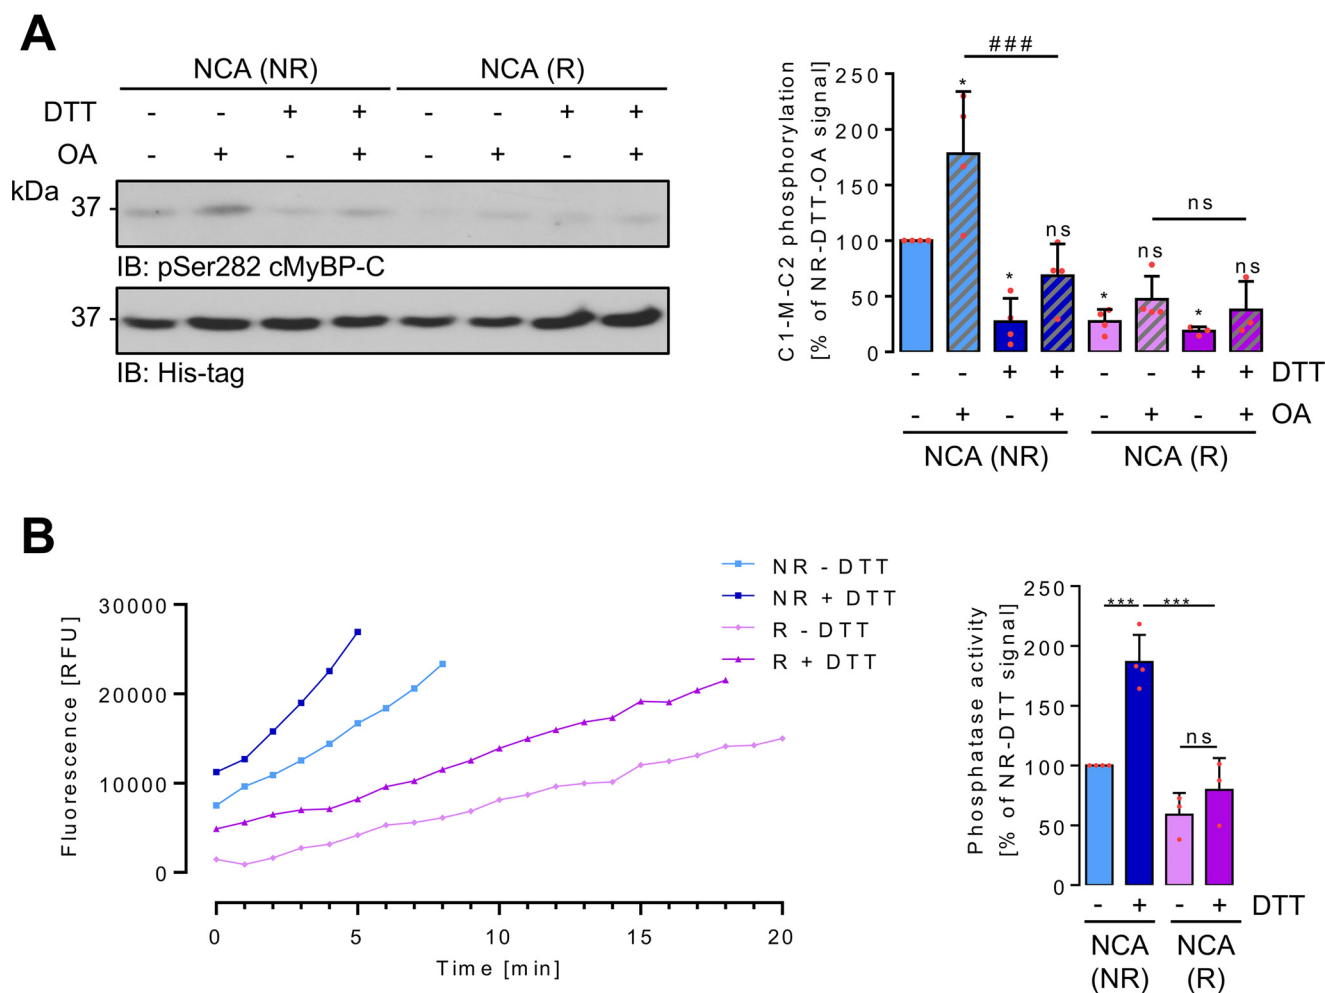 A
NCA (NR) NCA (R)
DTT - - + + - - + +
OA - + - + - + - +
kDa
37
IB: pSer282 cMyBP-C
37
IB: His-tag
C1-M-C2 phosphorylation
[% of NR-DTT-OA signal]
250
200
150
100
50
0
###
*
*
ns
*
ns
*
ns
ns
- - + + - - + + DTT
- + - + - + - + OA
NCA (NR) NCA (R)
B
Fluorescence [RFU]
30000
20000
10000
0
0 5 10 15 20
Time [min]
NR - DTT
NR + DTT
R - DTT
R + DTT
Phosphatase activity
[% of NR-DTT signal]
250
200
150
100
50
0
*** ***
ns
- + - + DTT
NCA NCA
(NR) (R)